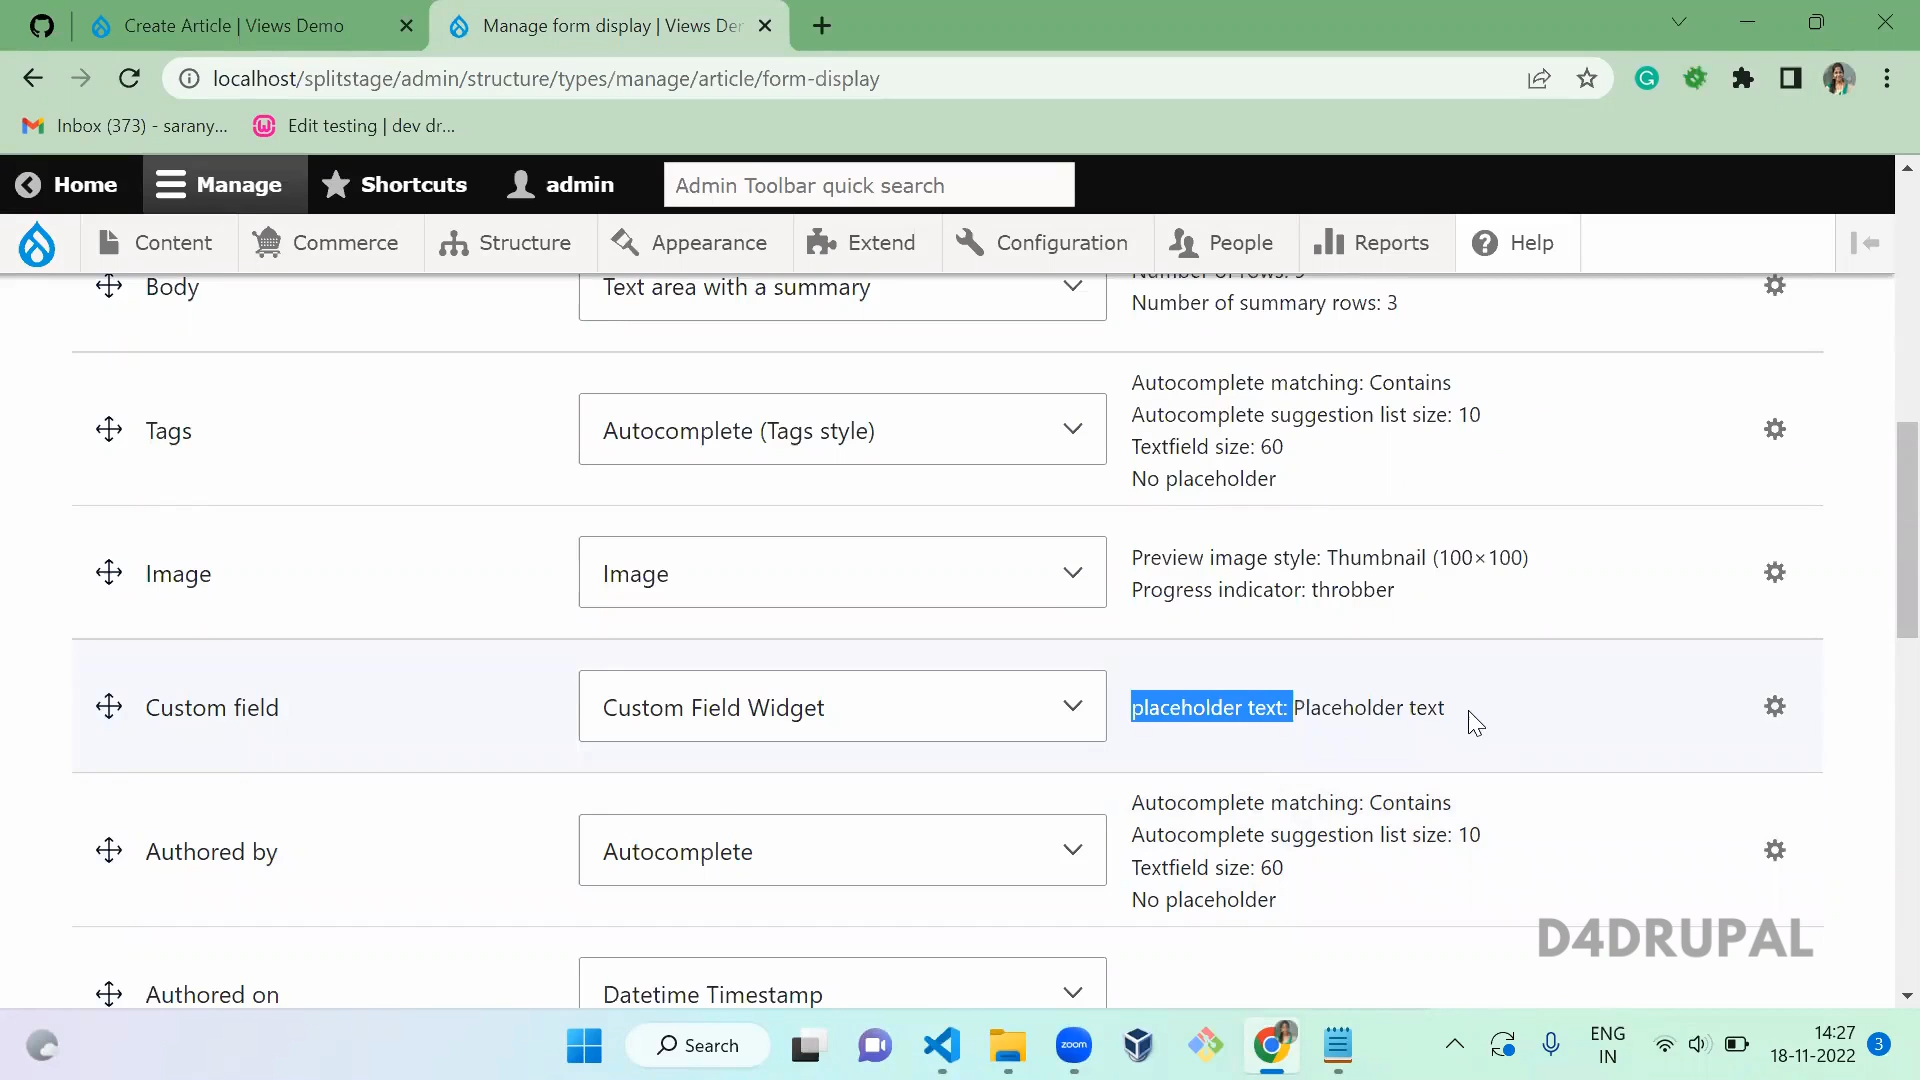 Create Article | Views Demo
Manage form display | Views Der
localhost/splitstage/admin/structure/types/manage/article/form-display
Inbox (373) - sarany...
Edit testing | dev dr...
Home
Manage
Shortcuts
admin
Admin Toolbar quick search
Content
Commerce
Structure
Appearance
Extend
Configuration
People
Reports
Help
Body
Text area with a summary
Number of rows: 9
Number of summary rows: 3
Tags
Autocomplete (Tags style)
Autocomplete matching: Contains
Autocomplete suggestion list size: 10
Textfield size: 60
No placeholder
Image
Image
Preview image style: Thumbnail (100×100)
Progress indicator: throbber
Custom field
Custom Field Widget
placeholder text: Placeholder text
Authored by
Autocomplete
Autocomplete matching: Contains
Autocomplete suggestion list size: 10
Textfield size: 60
No placeholder
D4DRUPAL
Authored on
Datetime Timestamp
Search
zoom
ENG
IN
14:27
18-11-2022
3